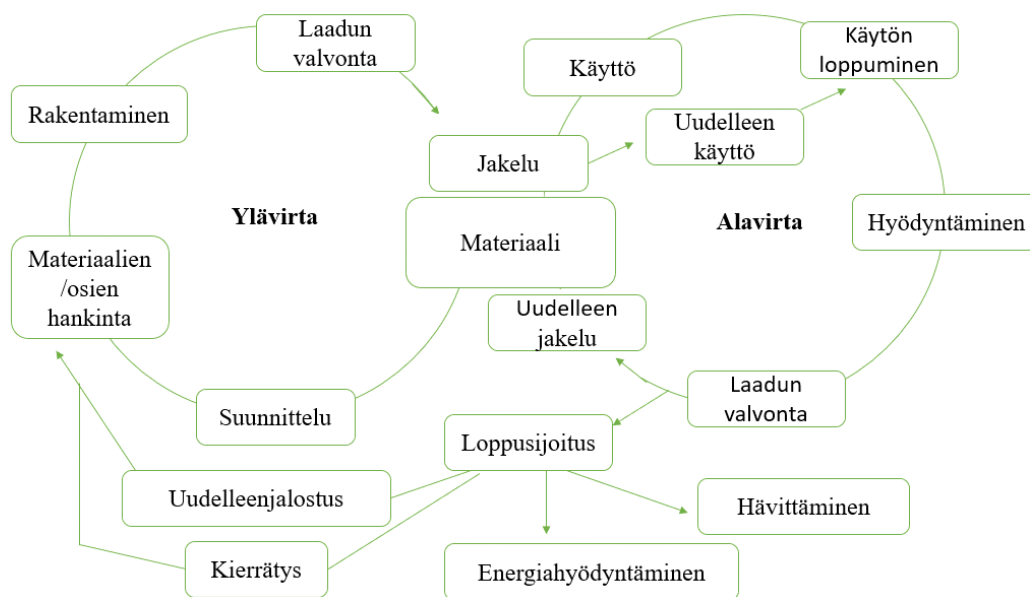 Laadun
valvonta
Käyttö
Käytön
loppuminen
Rakentaminen
Jakelu
Uudelleen
käyttö
Ylävirta
Alavirta
Hyödyntäminen
Materiaali
Materiaalien
/osien
hankinta
Uudelleen
jakelu
Laadun
valvonta
Suunnittelu
Loppusijoitus
Uudelleenjalostus
Hävittäminen
Kierrätys
Energiahyödyntäminen